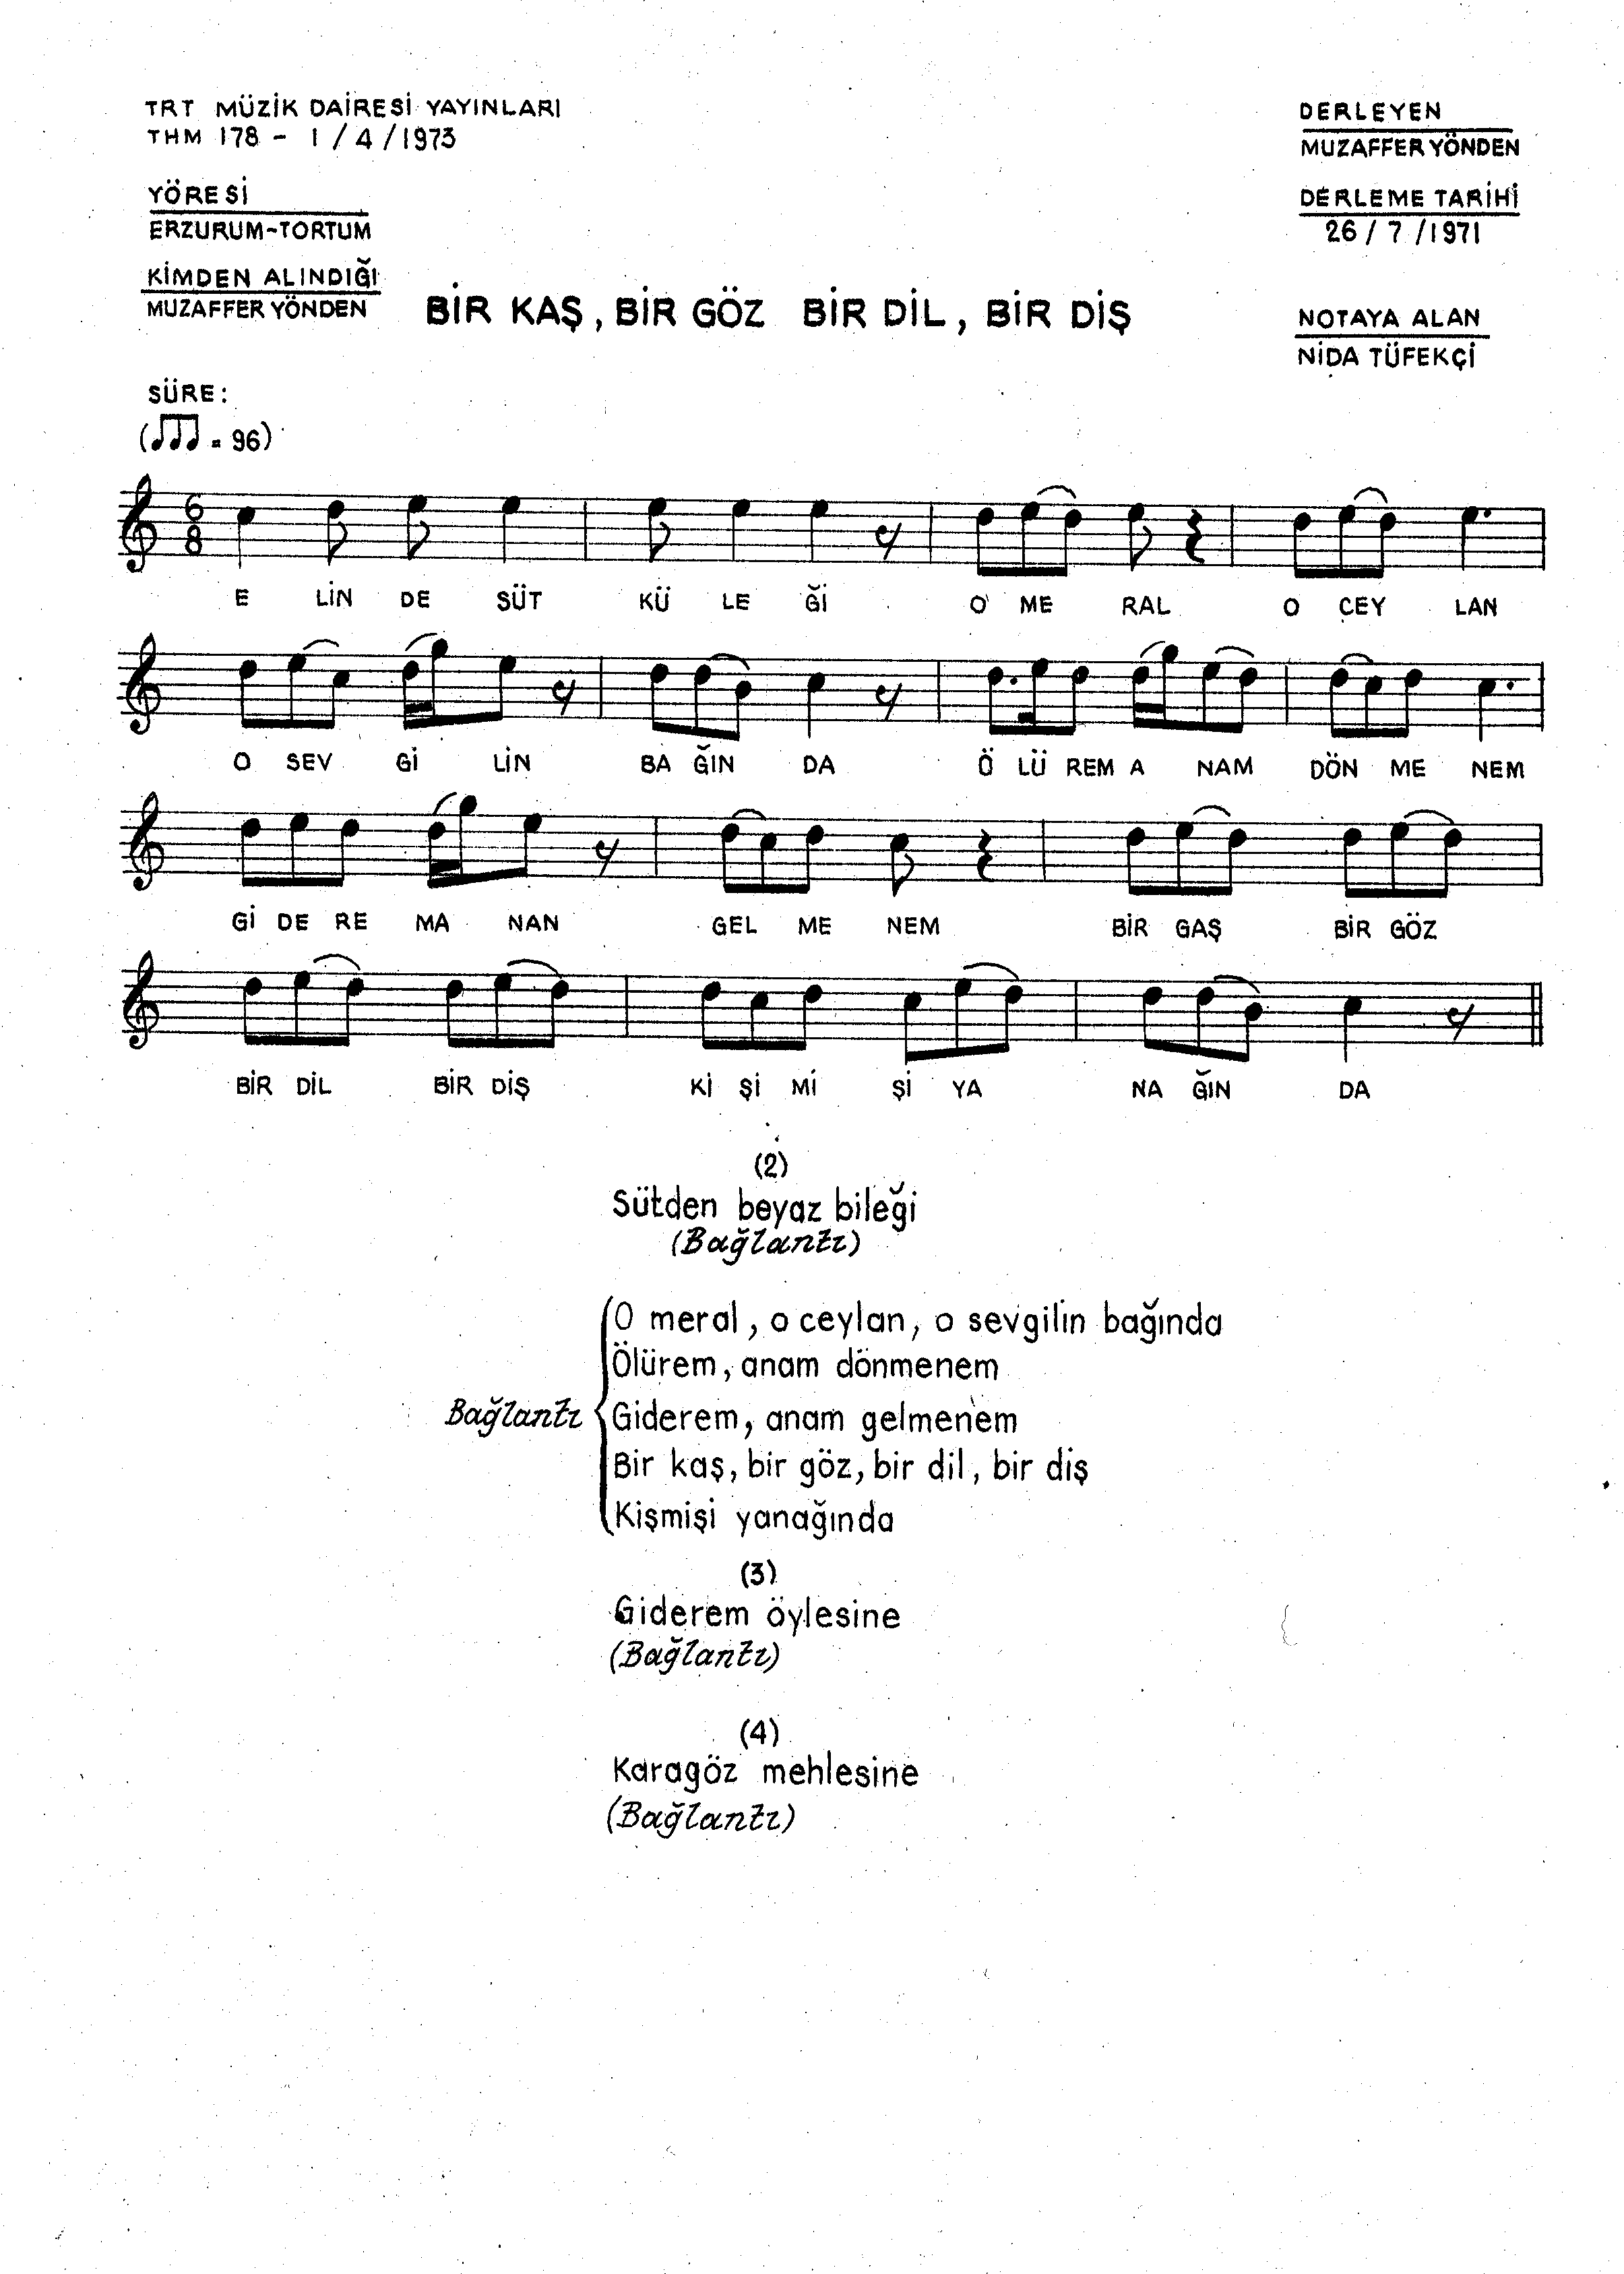 TRT MÜZİK DAİRESİ YAYINLARI
THM 178 - 1 / 4 / 1973
DERLEYEN
MUZAFFER YÖNDEN
YÖRESİ
ERZURUM-TORTUM
DERLEME TARİHİ
26 / 7 / 1971
KİMDEN ALINDIĞI
MUZAFFER YÖNDEN
BİR KAŞ, BİR GÖZ BİR DİL, BİR DİŞ
NOTAYA ALAN
NİDA TÜFEKÇİ
SÜRE:
(♫♪ = 96)
6
8
E LİN DE SÜT KÜ LE Ğİ O ME RAL O CEY LAN
O SEV Gİ LİN BA ĞIN DA Ö LÜ REM A NAM DÖN ME NEM
Gİ DE RE MA NAN GEL ME NEM BİR GAŞ BİR GÖZ
BİR DİL BİR DİŞ Kİ Şİ Mİ Şİ YA NA ĞIN DA
(2)
Sütden beyaz bileği
(Bağlantı)
O meral, o ceylan, o sevgilin bağında
Ölürem, anam dönmenem
Bağlantı Giderem, anam gelmenem
Bir kaş, bir göz, bir dil, bir diş
Kişmişi yanağında
(3)
Giderem öylesine
(Bağlantı)
(4)
Karagöz mehlesine
(Bağlantı)